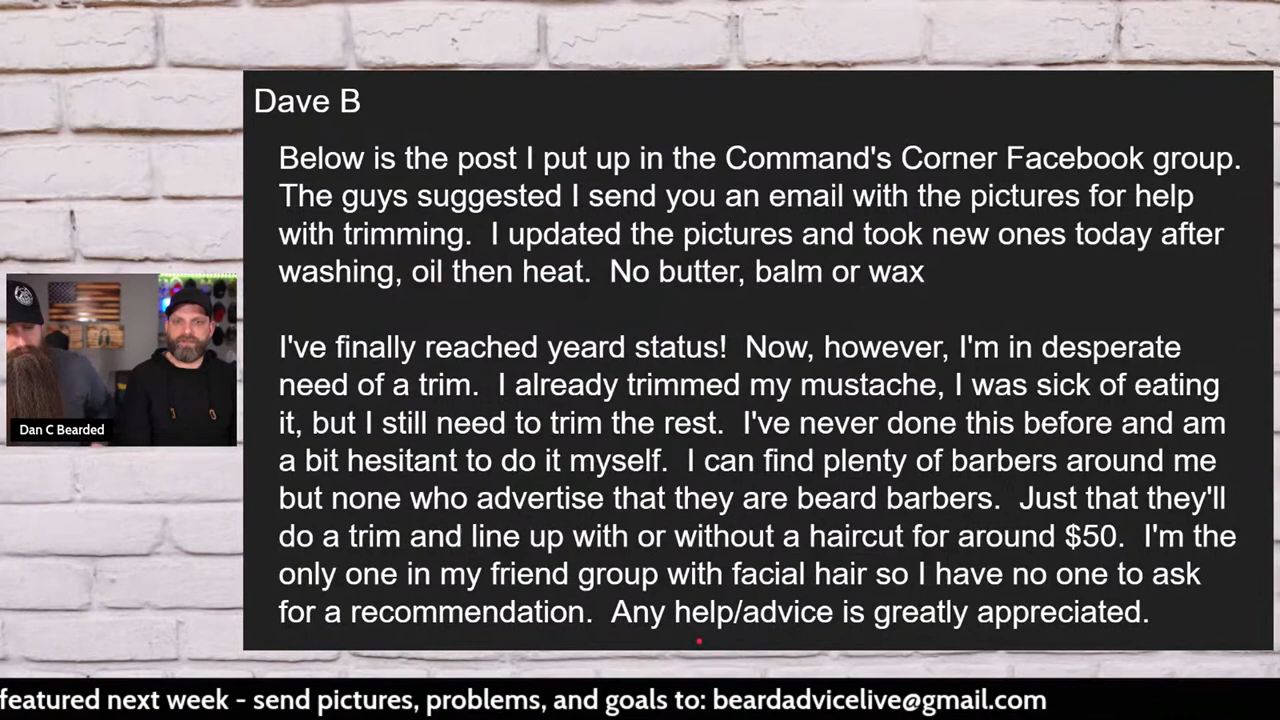 Dave B
Below is the post I put up in the Command's Corner Facebook group.
The guys suggested I send you an email with the pictures for help
with trimming.  I updated the pictures and took new ones today after
washing, oil then heat.  No butter, balm or wax
I've finally reached yeard status!  Now, however, I'm in desperate
need of a trim.  I already trimmed my mustache, I was sick of eating
it, but I still need to trim the rest.  I've never done this before and am
a bit hesitant to do it myself.  I can find plenty of barbers around me
but none who advertise that they are beard barbers.  Just that they'll
do a trim and line up with or without a haircut for around $50.  I'm the
only one in my friend group with facial hair so I have no one to ask
for a recommendation.  Any help/advice is greatly appreciated.
Dan C Bearded
featured next week - send pictures, problems, and goals to: beardadvicelive@gmail.com